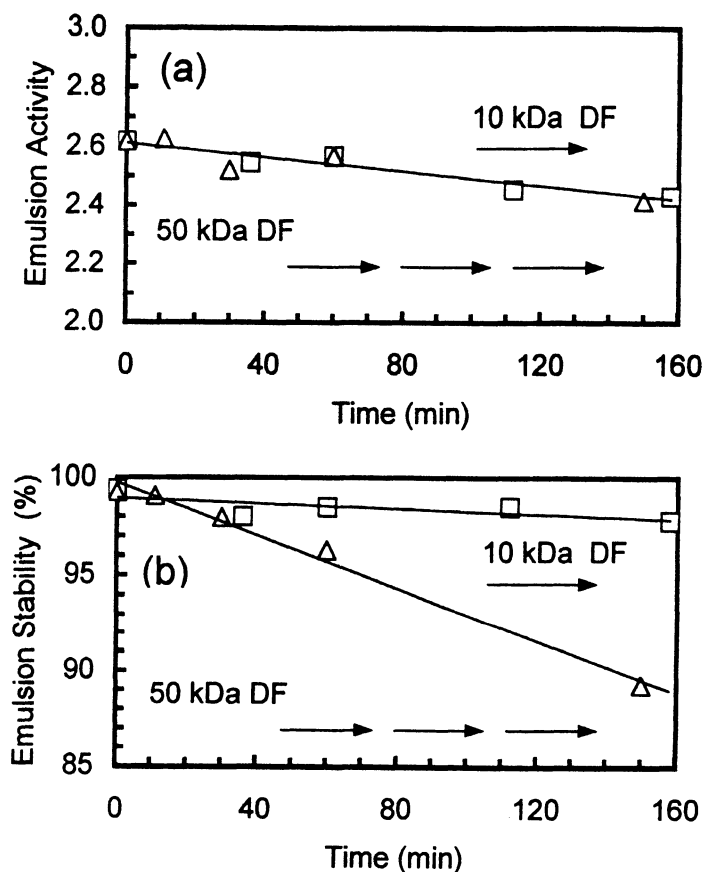 3.0
(a)
2.8
10 kDa DF
2.6
2.4
50 kDa DF
2.2
2.0
Emulsion Activity
0 40 80 120 160
Time (min)
100
10 kDa DF
95
(b)
90
50 kDa DF
85
Emulsion Stability (%)
0 40 80 120 160
Time (min)